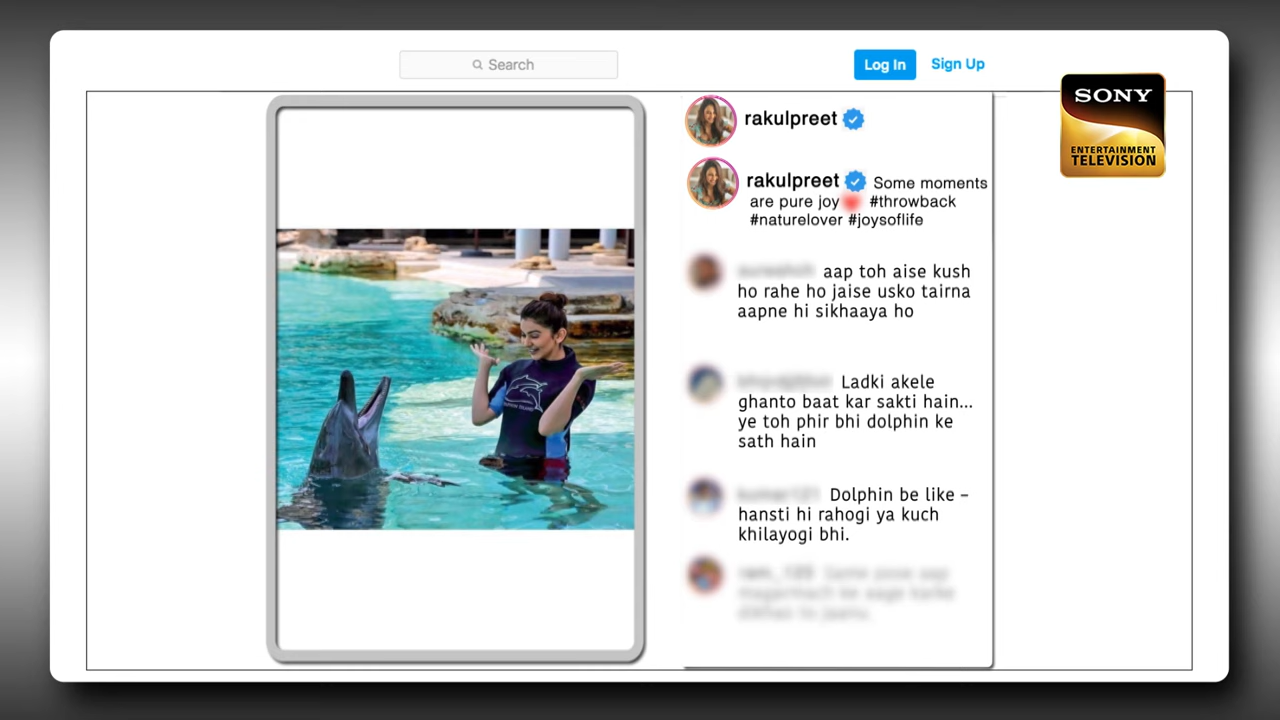 Search
Log In
Sign Up
SONY
ENTERTAINMENT
TELEVISION
rakulpreet
rakulpreet Some moments
are pure joy #throwback
#naturelover #joysoflife
aap toh aise kush
ho rahe ho jaise usko tairna
aapne hi sikhaaya ho
Ladki akele
ghanto baat kar sakti hain...
ye toh phir bhi dolphin ke
sath hain
Dolphin be like –
hansti hi rahogi ya kuch
khilayogi bhi.